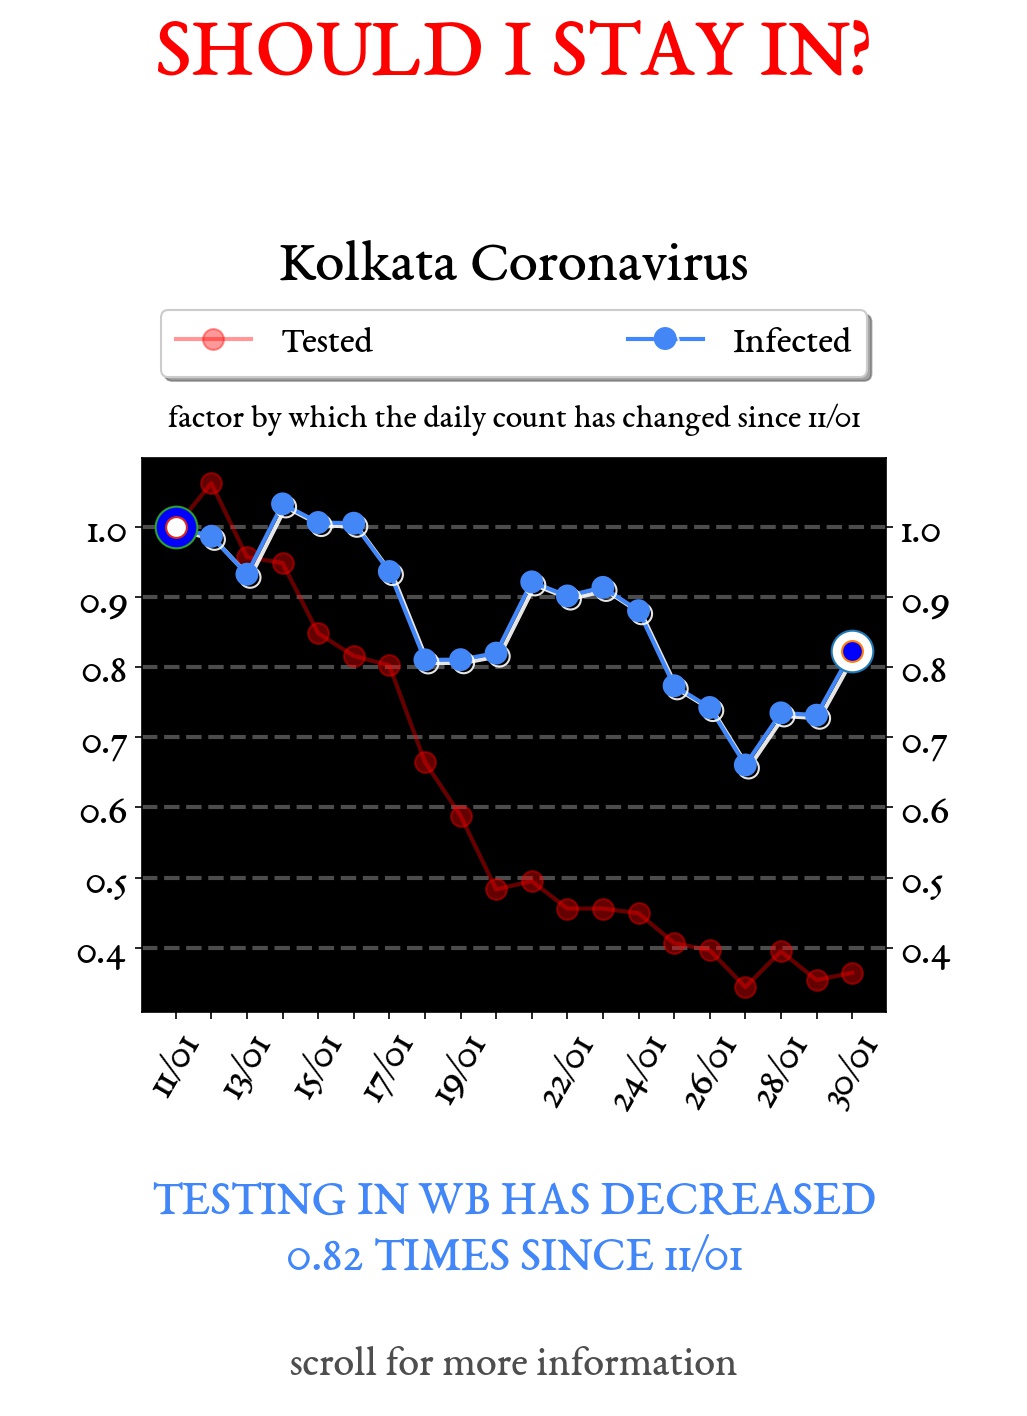 SHOULD I STAY IN?
Kolkata Coronavirus
Tested Infected
factor by which the daily count has changed since 11/01
1.0 1.0
0.9 0.9
0.8 0.8
0.7 0.7
0.6 0.6
0.5 0.5
0.4 0.4
11/01 13/01 15/01 17/01 19/01 22/01 24/01 26/01 28/01 30/01
TESTING IN WB HAS DECREASED
0.82 TIMES SINCE 11/01
scroll for more information